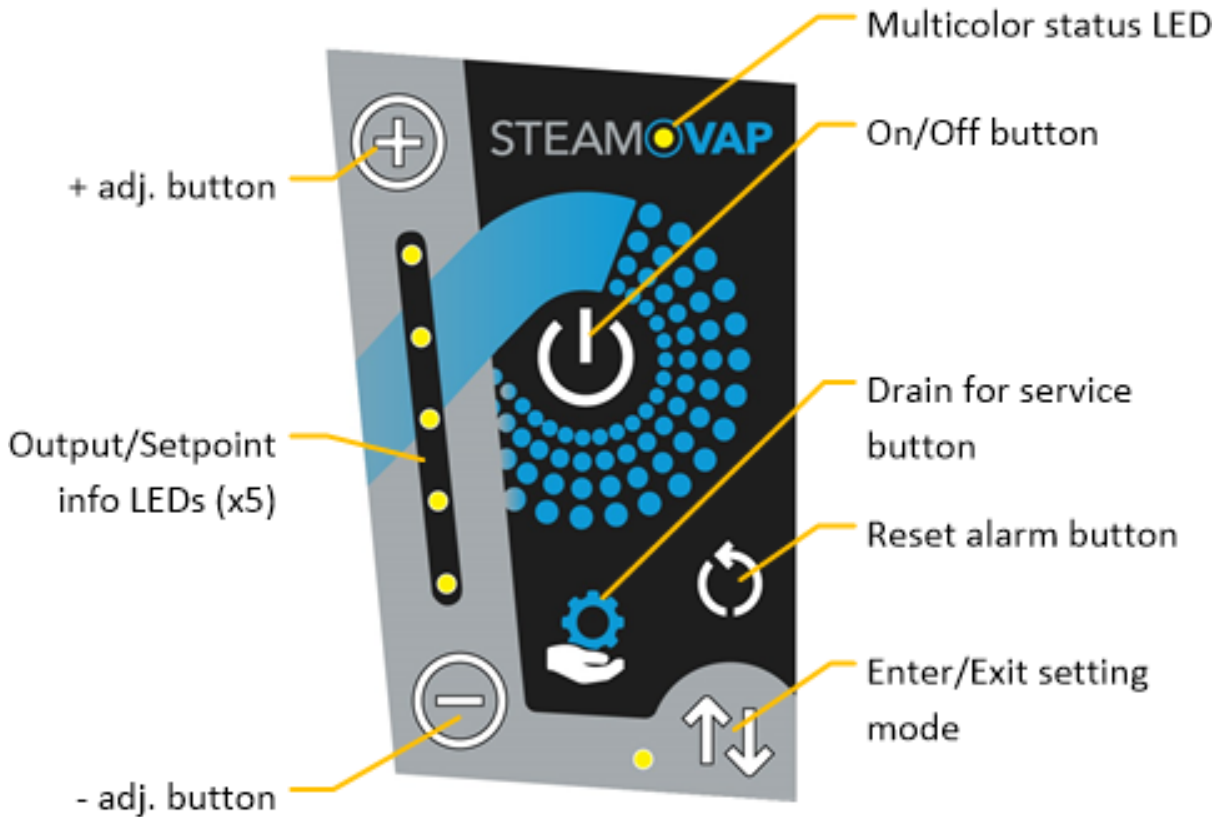 Multicolor status LED
STEAMOVAP
On/Off button
+ adj. button
Output/Setpoint
info LEDs (x5)
Drain for service
button
Reset alarm button
Enter/Exit setting
mode
- adj. button